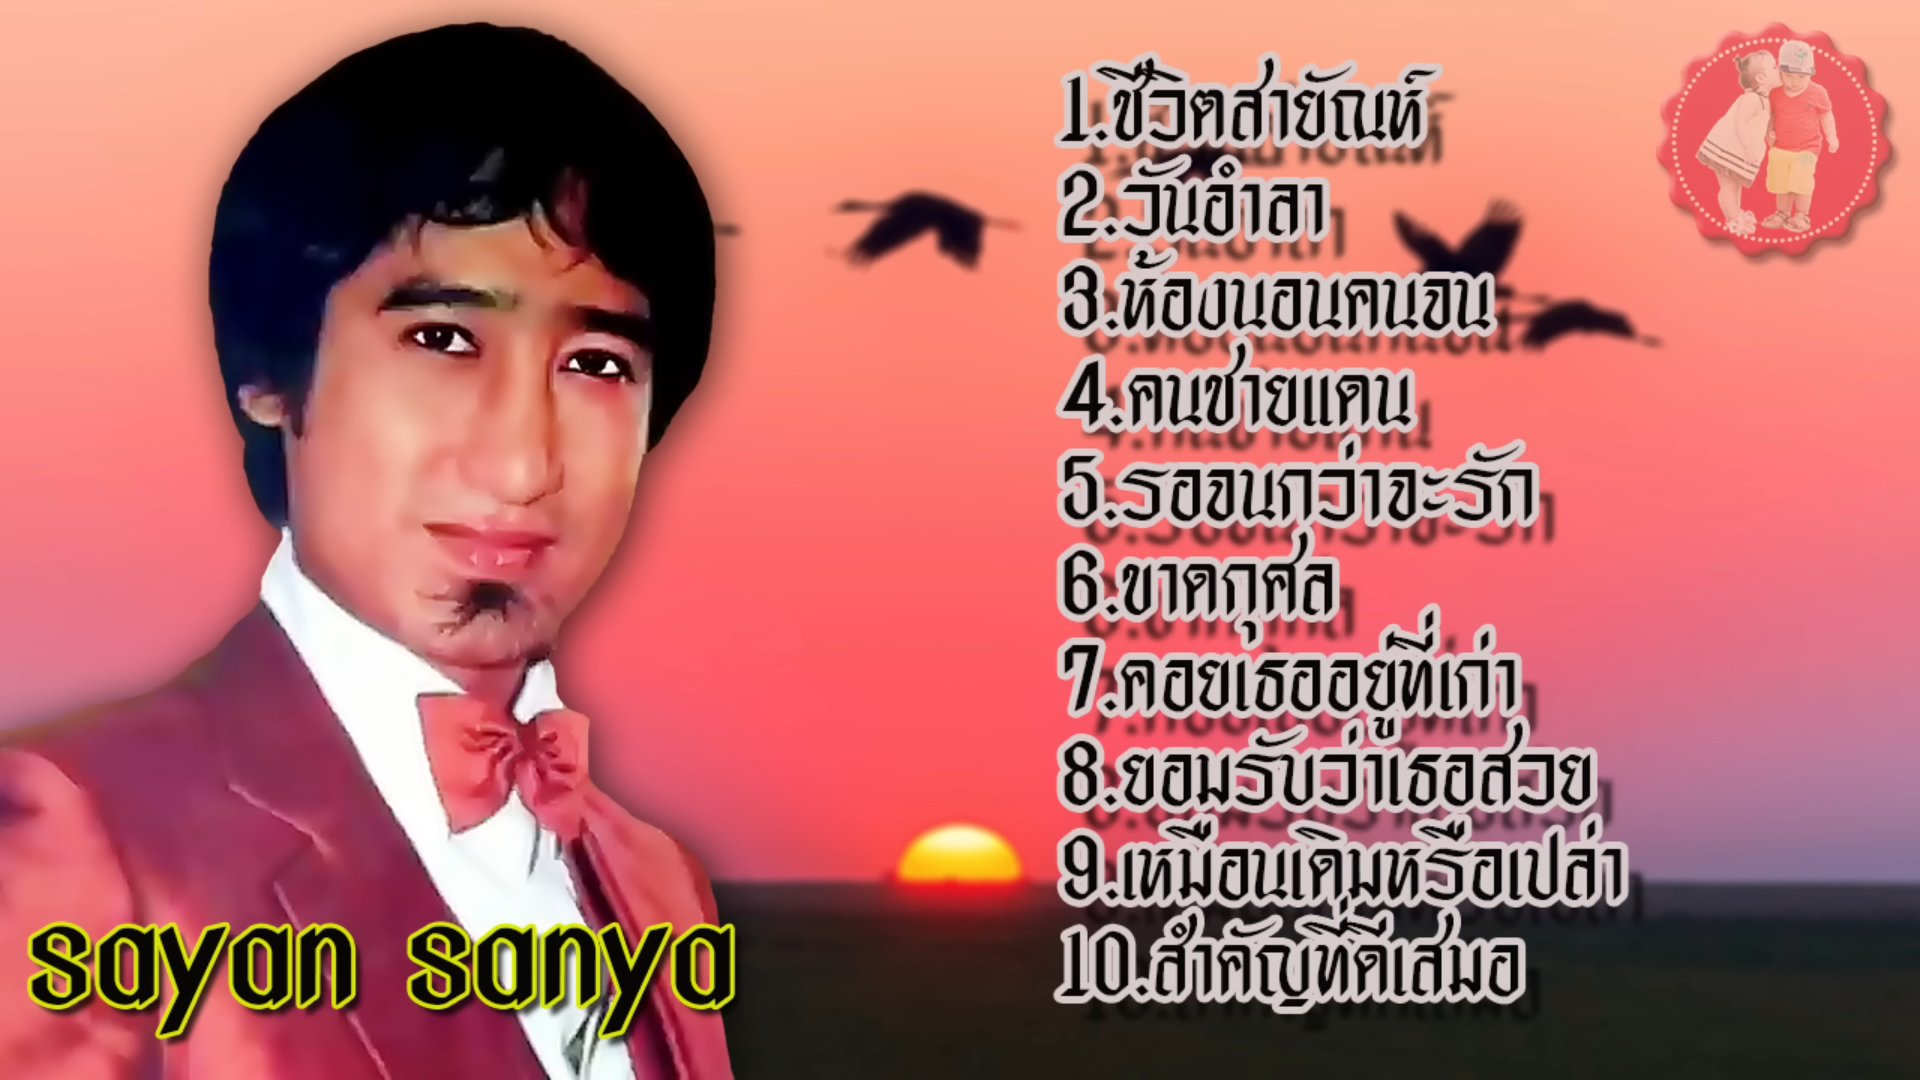 1.ชีวิตสายัณห์
2.วันอำลา
3.ห้องนอนคนจน
4.คนชายแดน
5.รอจนกว่าจะรัก
6.ขาดกุศล
7.คอยเธออยู่ที่เก่า
8.ยอมรับว่าเธอสวย
9.เหมือนเดิมหรือเปล่า
10.สำคัญที่ดีเสมอ
sayan sanya